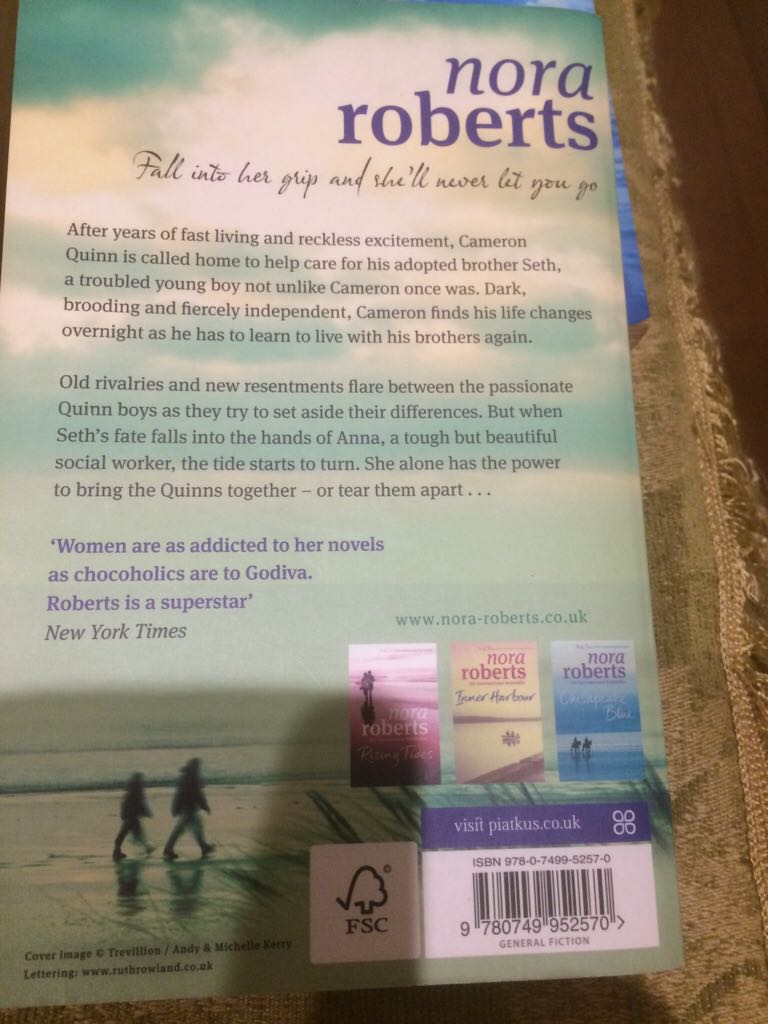 nora
roberts
Fall into her grip and she'll never let you go
After years of fast living and reckless excitement, Cameron
Quinn is called home to help care for his adopted brother Seth,
a troubled young boy not unlike Cameron once was. Dark,
brooding and fiercely independent, Cameron finds his life changes
overnight as he has to learn to live with his brothers again.
Old rivalries and new resentments flare between the passionate
Quinn boys as they try to set aside their differences. But when
Seth's fate falls into the hands of Anna, a tough but beautiful
social worker, the tide starts to turn. She alone has the power
to bring the Quinns together – or tear them apart . . .
'Women are as addicted to her novels
as chocoholics are to Godiva.
Roberts is a superstar'
New York Times
www.nora-roberts.co.uk
nora
roberts
Rising Tides
nora
roberts
Inner Harbour
nora
roberts
Chesapeake
Blue
visit piatkus.co.uk
ISBN 978-0-7499-5257-0
9 780749 952570 >
GENERAL FICTION
©
FSC
Cover image © Trevillion / Andy & Michelle Kerry
Lettering: www.ruthrowland.co.uk